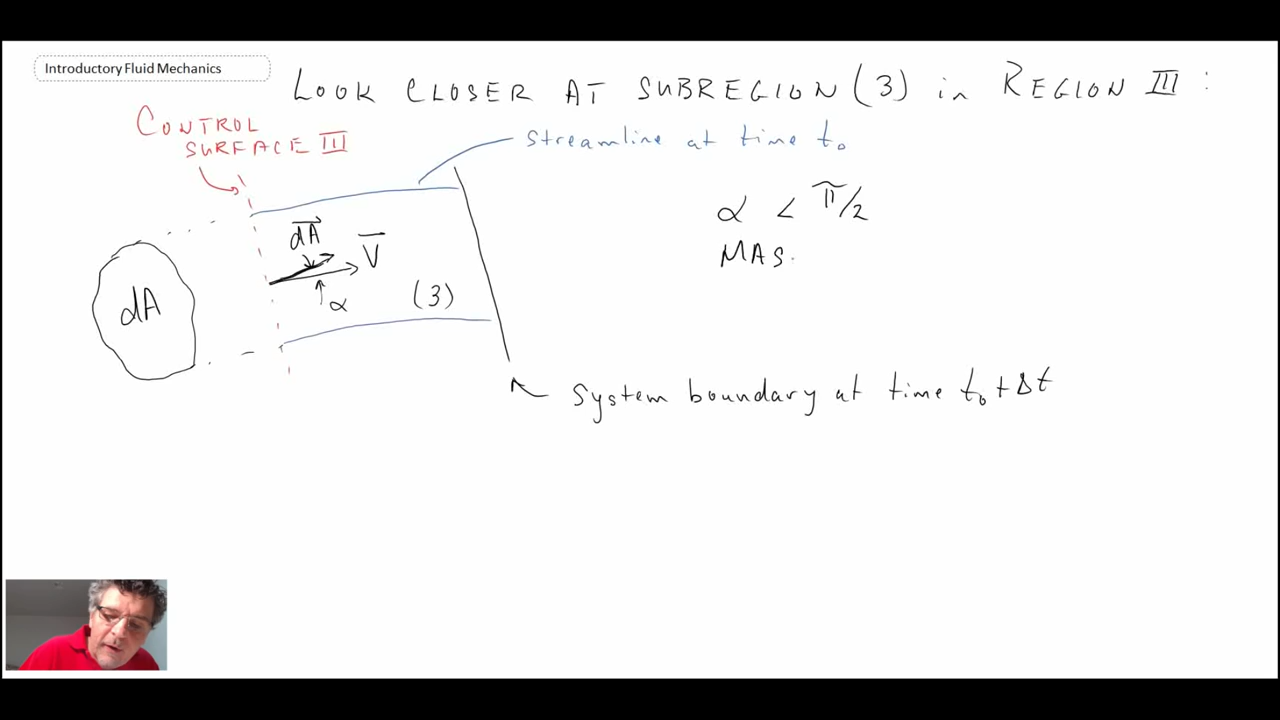 Introductory Fluid Mechanics
LOOK CLOSER AT SUBREGION (3) in REGION III :
CONTROL
SURFACE III
streamline at time t₀
α < π/2
MAS
dA
dA
V
α
(3)
System boundary at time t₀ + Δt